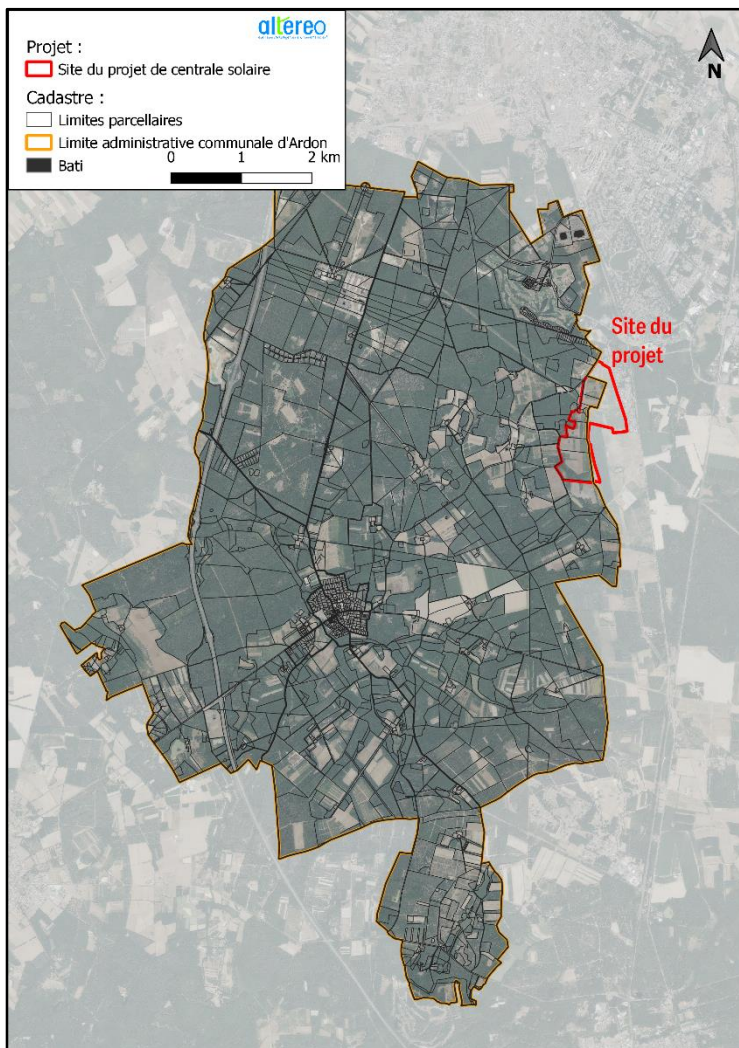 altereo
Projet :
Site du projet de centrale solaire
Cadastre :
Limites parcellaires
Limite administrative communale d'Ardon
Bati
0 1 2 km
N
Site du
projet